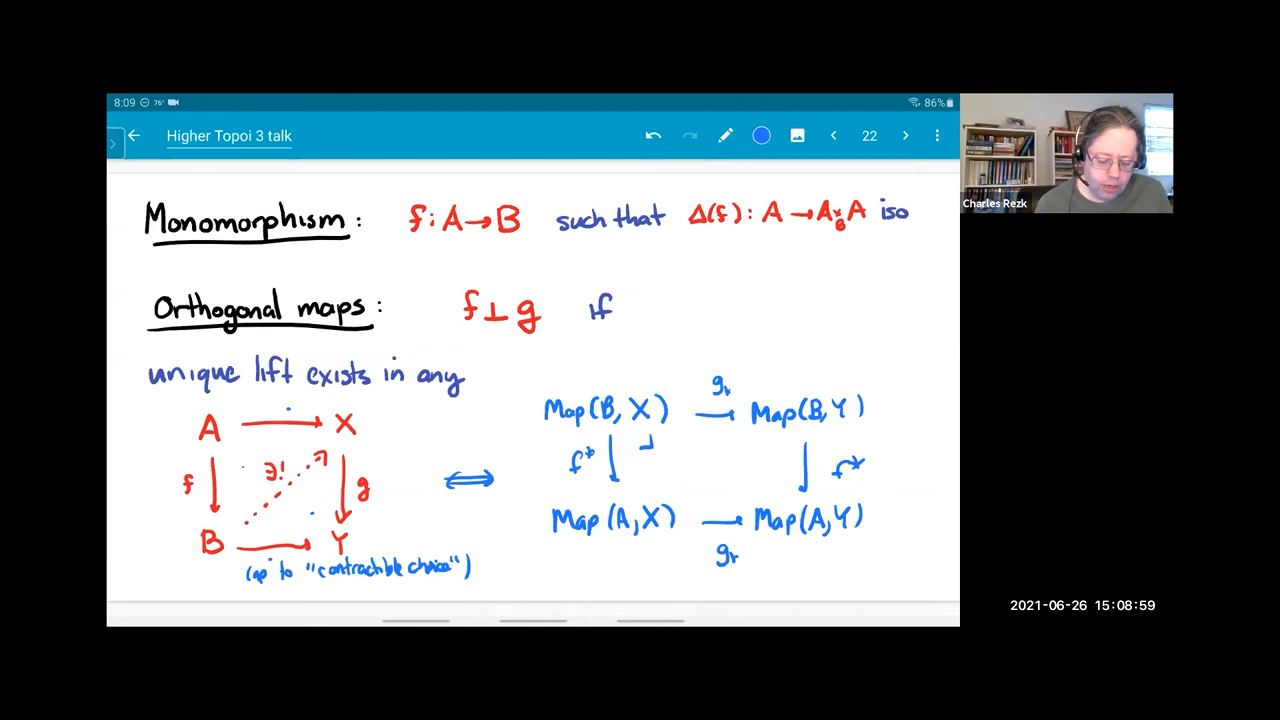 8:09 76° 86%
Higher Topoi 3 talk 22
Monomorphism: f: A → B such that Δ(f): A → A ×_B A iso
Charles Rezk
Orthogonal maps: f ⊥ g if
unique lift exists in any
A → X
f ∃! g
B → Y
(up to "contractible choice")
⟺
Map(B, X) g* → Map(B, Y)
f* ⌟ f*
Map(A, X) → Map(A, Y)
g*
2021-06-26 15:08:59